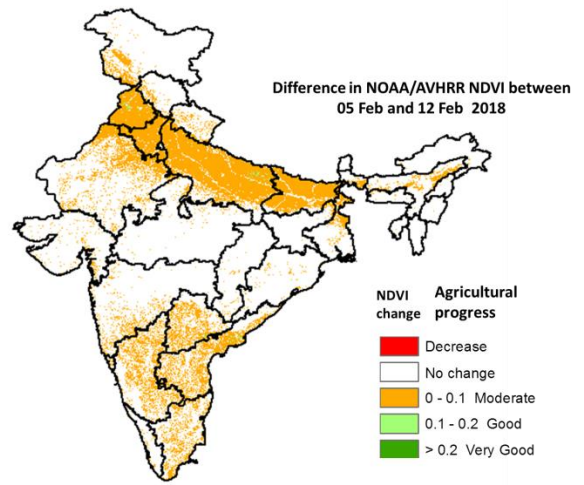 Difference in NOAA/AVHRR NDVI between
05 Feb and 12 Feb 2018
NDVI change Agricultural progress
Decrease
No change
0 - 0.1 Moderate
0.1 - 0.2 Good
> 0.2 Very Good